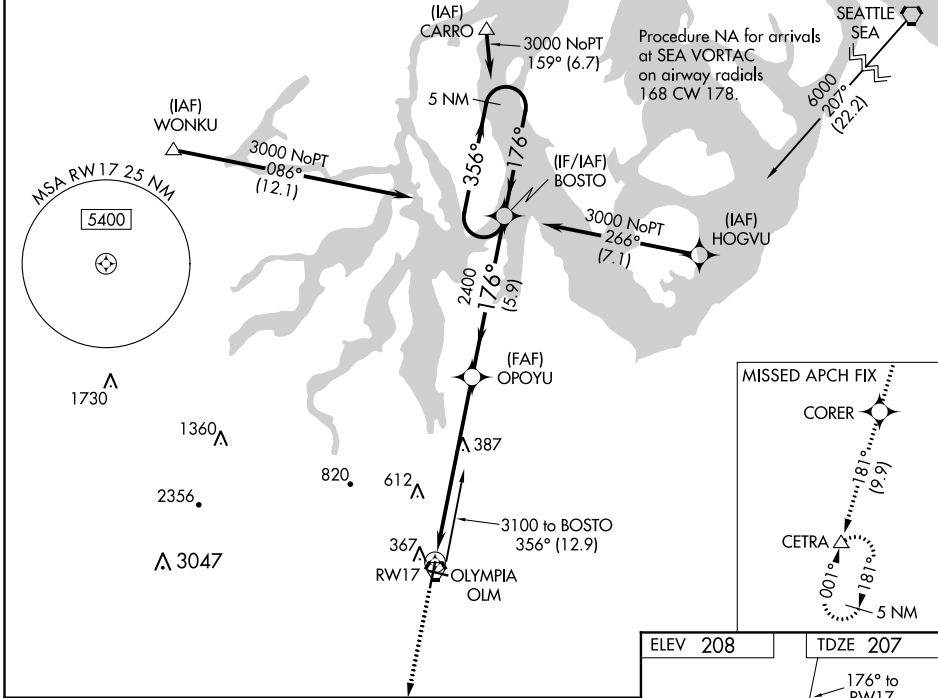 (IAF)
CARRO
3000 NoPT
159° (6.7)
Procedure NA for arrivals
at SEA VORTAC
on airway radials
168 CW 178.
SEATTLE
SEA
6000
207°
(22.2)
5 NM
(IAF)
WONKU
3000 NoPT
086°
(12.1)
356°
176°
(IF/IAF)
BOSTO
MSA RW17 25 NM
5400
3000 NoPT
266°
(7.1)
(IAF)
HOGVU
2400
176°
(5.9)
(FAF)
OPOYU
1730
1360
387
820
612
2356
3100 to BOSTO
356° (12.9)
367
3047
RW17
OLYMPIA
OLM
MISSED APCH FIX
CORER
181°
(9.9)
CETRA
001°
181°
5 NM
ELEV 208
TDZE 207
176° to
RW17